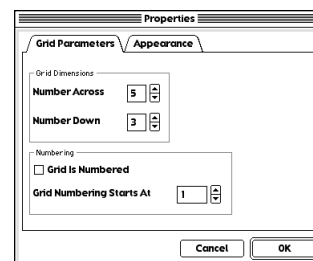 Properties
Grid Parameters Appearance
Grid Dimensions
Number Across 5
Number Down 3
Numbering
Grid Is Numbered
Grid Numbering Starts At 1
Cancel OK